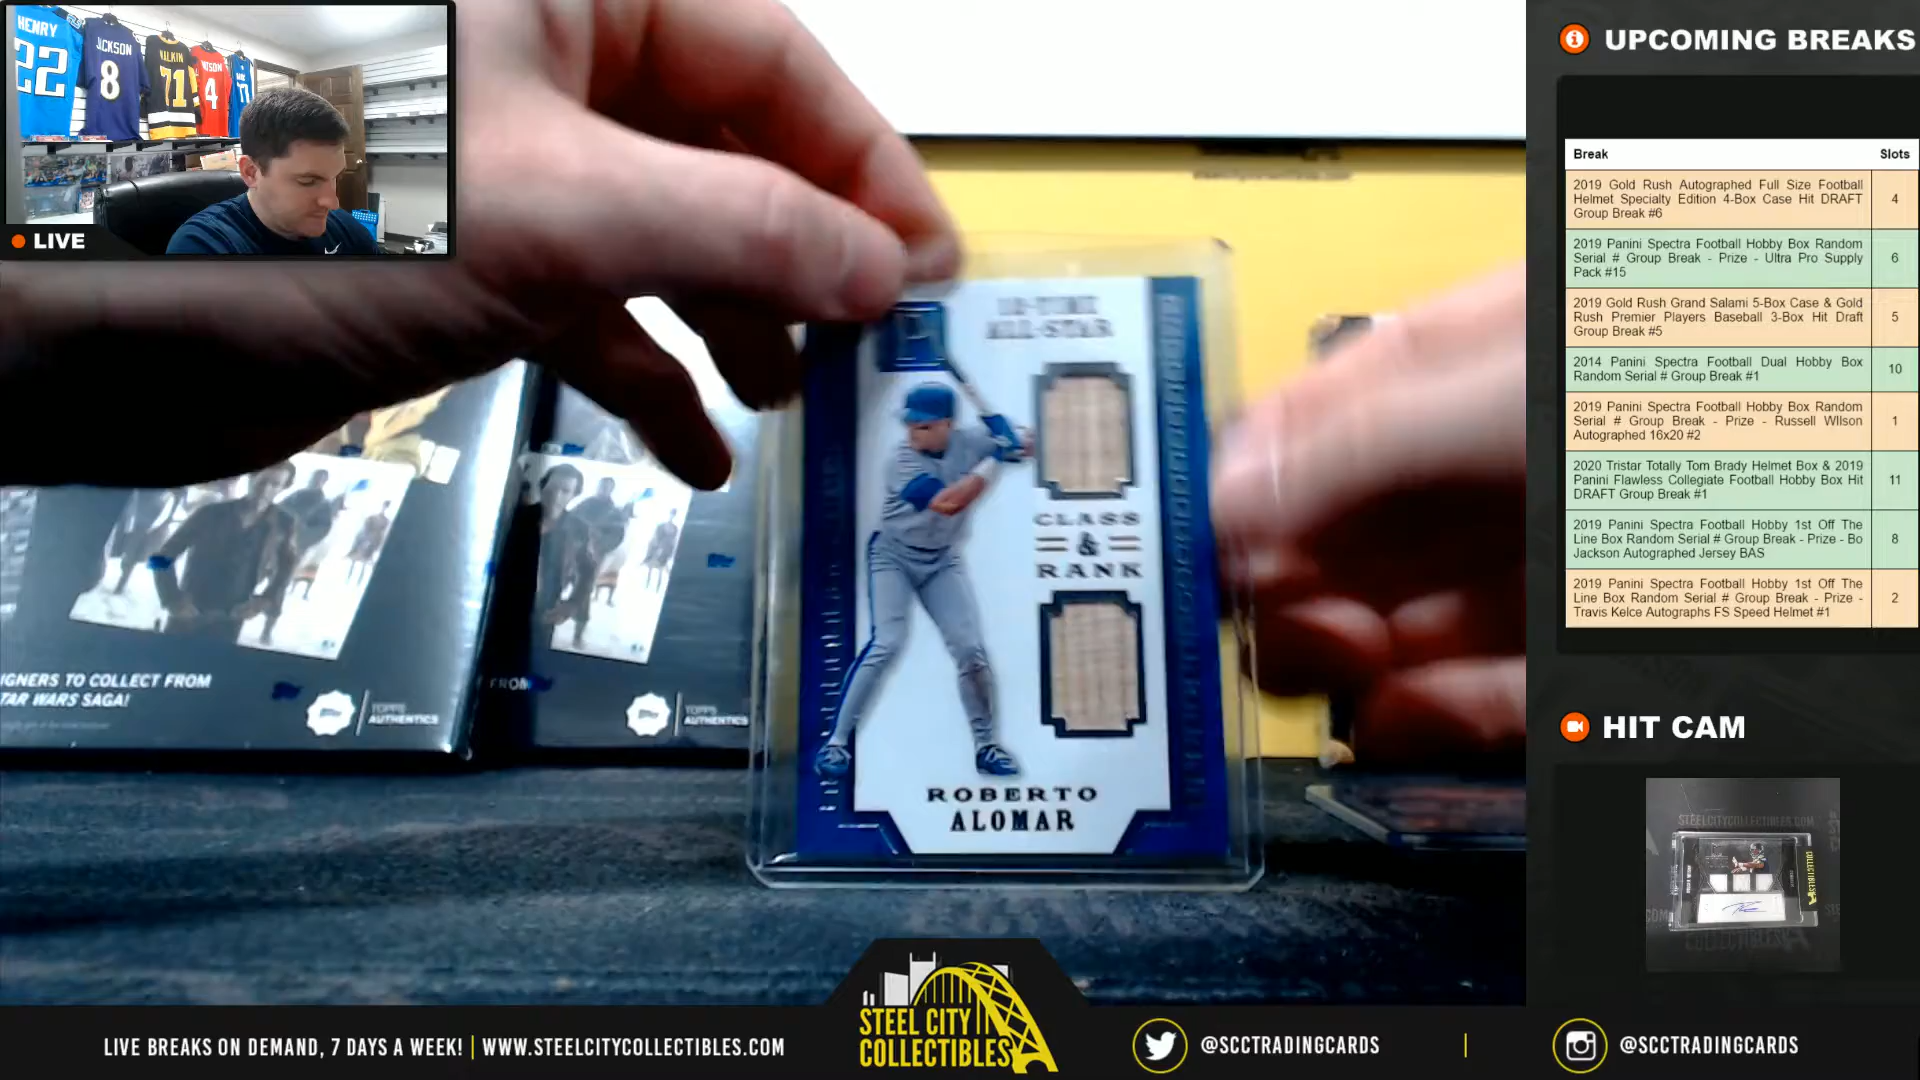 HENRY
22
JACKSON
8
MALKIN
71
4
LIVE
UPCOMING BREAKS
Break Slots
2019 Gold Rush Autographed Full Size Football
Helmet Specialty Edition 4-Box Case Hit DRAFT
Group Break #6
4
2019 Panini Spectra Football Hobby Box Random
Serial # Group Break - Prize - Ultra Pro Supply
Pack #15
6
2019 Gold Rush Grand Salami 5-Box Case & Gold
Rush Premier Players Baseball 3-Box Hit Draft
Group Break #5
5
2014 Panini Spectra Football Dual Hobby Box
Random Serial # Group Break #1
10
2019 Panini Spectra Football Hobby Box Random
Serial # Group Break - Prize - Russell WIlson
Autographed 16x20 #2
1
2020 Tristar Totally Tom Brady Helmet Box & 2019
Panini Flawless Collegiate Football Hobby Box Hit
DRAFT Group Break #1
11
2019 Panini Spectra Football Hobby 1st Off The
Line Box Random Serial # Group Break - Prize - Bo
Jackson Autographed Jersey BAS
8
2019 Panini Spectra Football Hobby 1st Off The
Line Box Random Serial # Group Break - Prize -
Travis Kelce Autographs FS Speed Helmet #1
2
HIT CAM
STEELCITYCOLLECTIBLES.COM
12-TIME
ALL-STAR
CLASS
&
RANK
ROBERTO
ALOMAR
IGNERS TO COLLECT FROM
TAR WARS SAGA!
TOPPS
AUTHENTICS
FROM
TOPPS
AUTHENTICS
LIVE BREAKS ON DEMAND, 7 DAYS A WEEK! | WWW.STEELCITYCOLLECTIBLES.COM
STEEL CITY
COLLECTIBLES
@SCCTRADINGCARDS
@SCCTRADINGCARDS